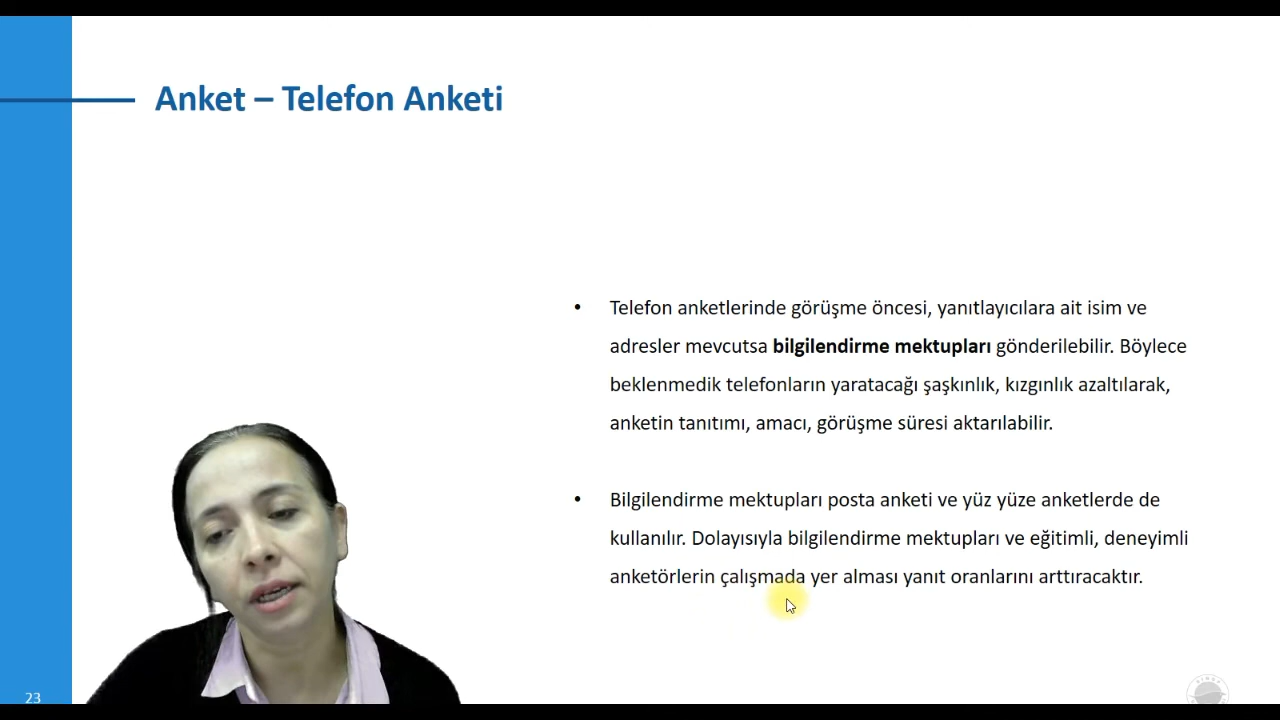 Anket – Telefon Anketi
• Telefon anketlerinde görüşme öncesi, yanıtlayıcılara ait isim ve
adresler mevcutsa bilgilendirme mektupları gönderilebilir. Böylece
beklenmedik telefonların yaratacağı şaşkınlık, kızgınlık azaltılarak,
anketin tanıtımı, amacı, görüşme süresi aktarılabilir.
• Bilgilendirme mektupları posta anketi ve yüz yüze anketlerde de
kullanılır. Dolayısıyla bilgilendirme mektupları ve eğitimli, deneyimli
anketörlerin çalışmada yer alması yanıt oranlarını arttıracaktır.
23